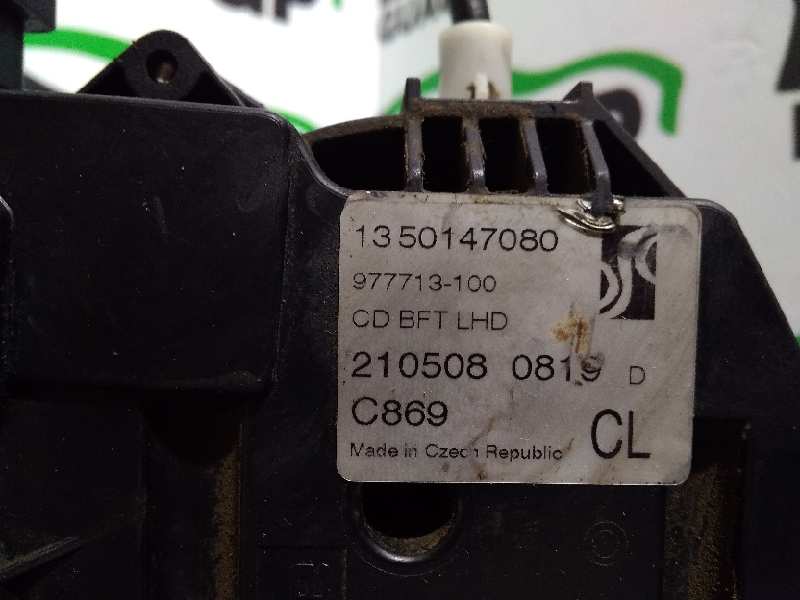 1350147080
977713-100
CD BFT LHD
210508 0819 D
C869
CL
Made in Czech Republic